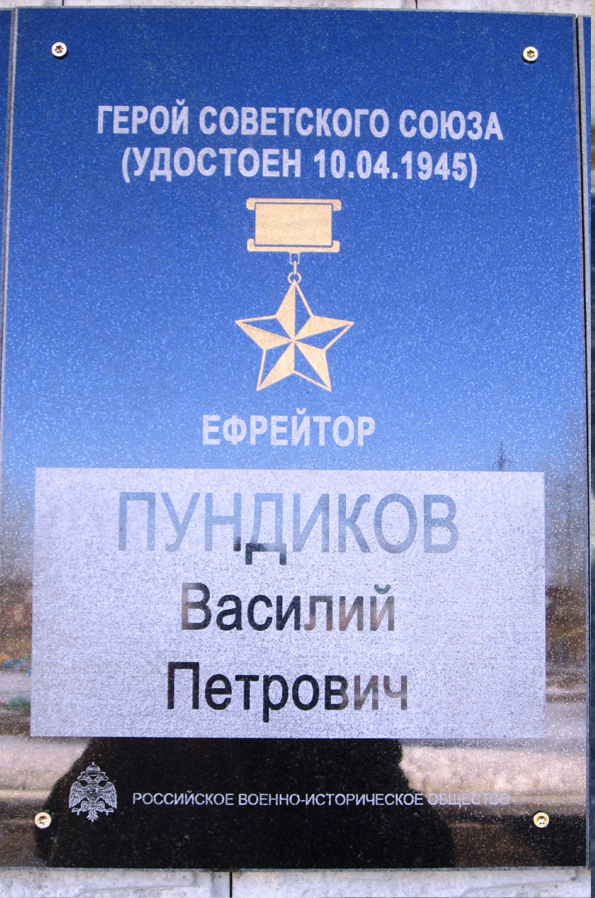 ГЕРОЙ СОВЕТСКОГО СОЮЗА
(УДОСТОЕН 10.04.1945)
ЕФРЕЙТОР
ПУНДИКОВ
Василий
Петрович
РОССИЙСКОЕ ВОЕННО-ИСТОРИЧЕСКОЕ ОБЩЕСТВО